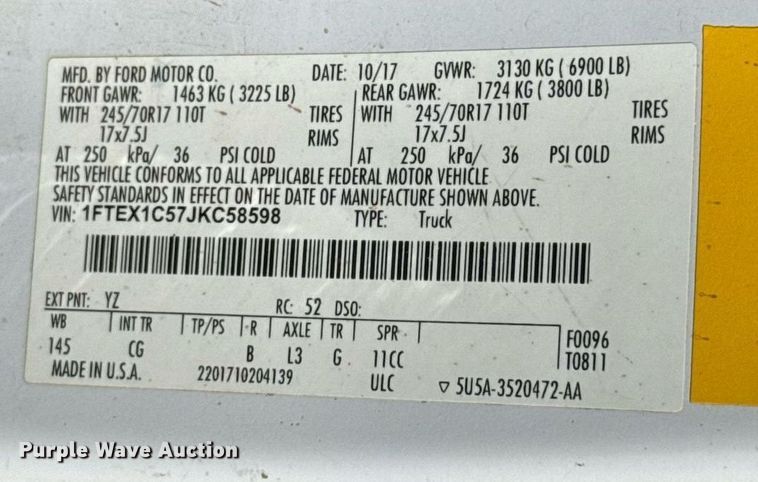 MFD. BY FORD MOTOR CO. DATE: 10/17 GVWR: 3130 KG ( 6900 LB)
FRONT GAWR: 1463 KG ( 3225 LB) REAR GAWR: 1724 KG ( 3800 LB)
WITH 245/70R17 110T TIRES WITH 245/70R17 110T TIRES
17x7.5J RIMS 17x7.5J RIMS
AT 250 kPa/ 36 PSI COLD AT 250 kPa/ 36 PSI COLD
THIS VEHICLE CONFORMS TO ALL APPLICABLE FEDERAL MOTOR VEHICLE
SAFETY STANDARDS IN EFFECT ON THE DATE OF MANUFACTURE SHOWN ABOVE.
VIN: 1FTEX1C57JKC58598 TYPE: Truck
EXT PNT: YZ RC: 52 DSO:
WB INT TR TP/PS R AXLE TR SPR F0096
145 CG B L3 G 11CC T0811
MADE IN U.S.A. 2201710204139 ULC ▽ 5U5A-3520472-AA
Purple Wave Auction